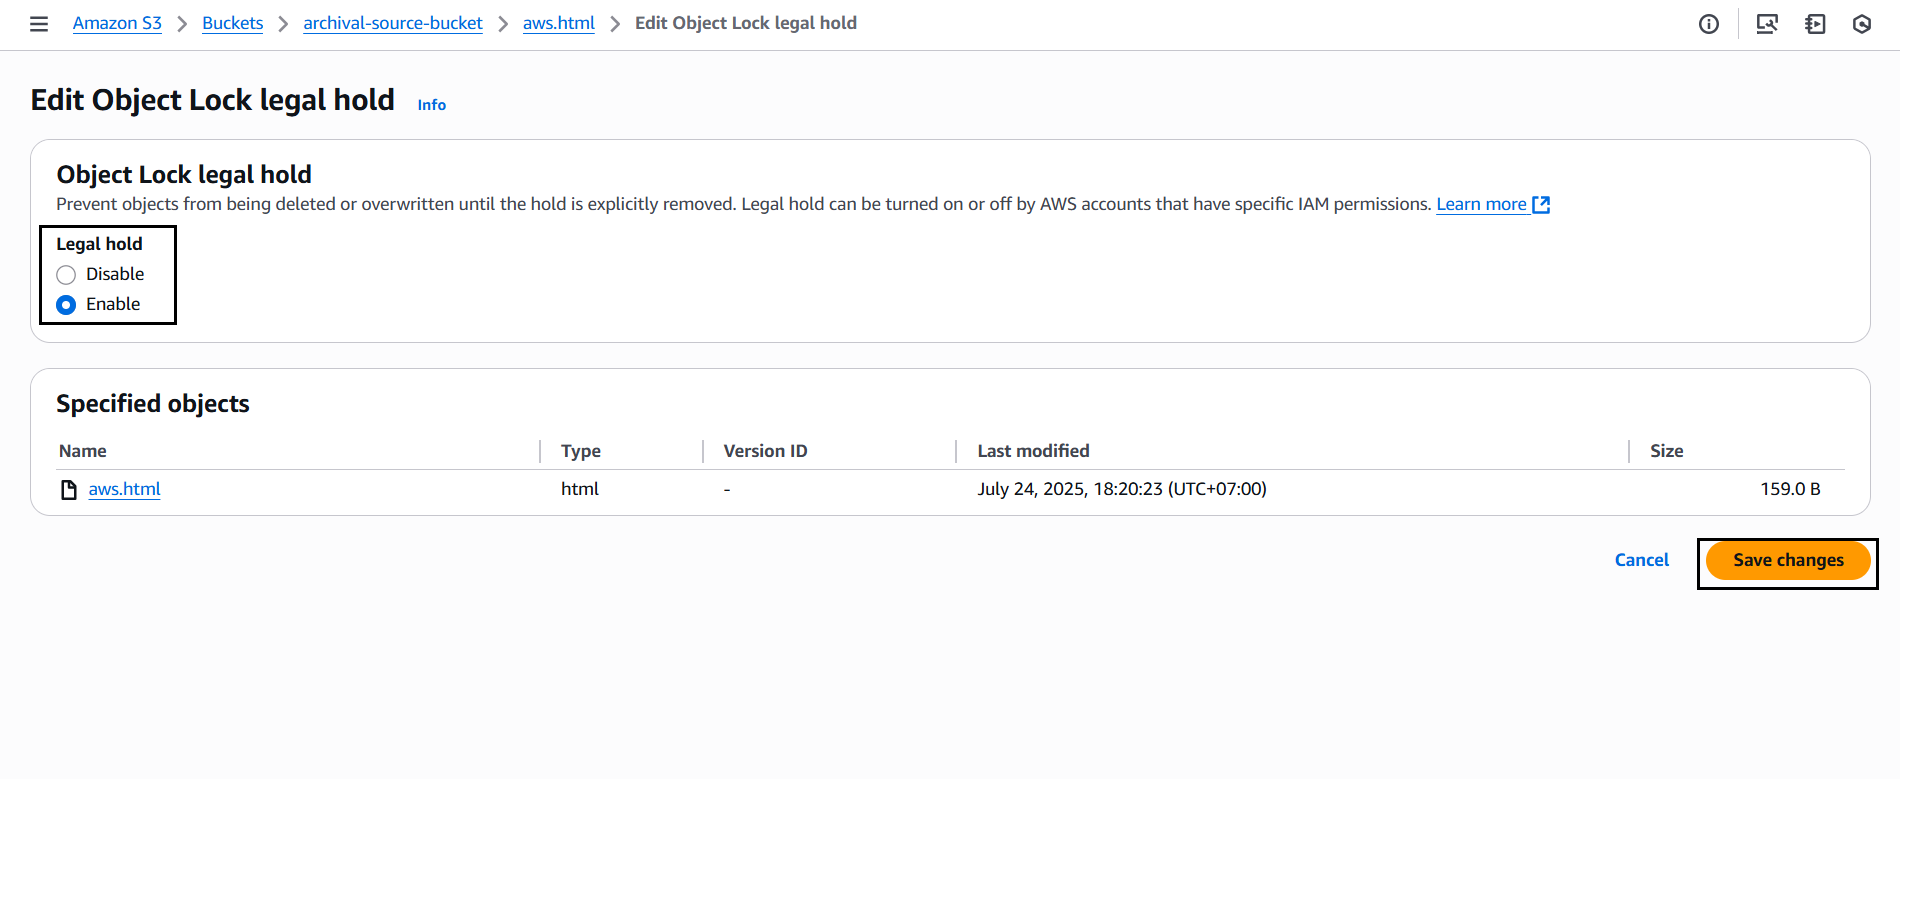 Amazon S3 > Buckets > archival-source-bucket > aws.html > Edit Object Lock legal hold
Edit Object Lock legal hold Info
Object Lock legal hold
Prevent objects from being deleted or overwritten until the hold is explicitly removed. Legal hold can be turned on or off by AWS accounts that have specific IAM permissions. Learn more
Legal hold
Disable
Enable
Specified objects
Name Type Version ID Last modified Size
aws.html html - July 24, 2025, 18:20:23 (UTC+07:00) 159.0 B
Cancel Save changes